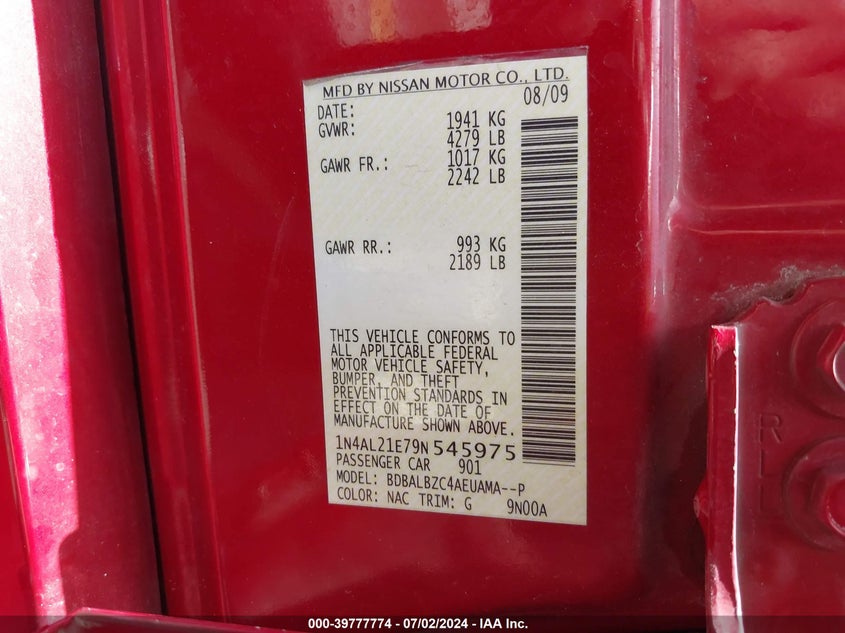 MFD BY NISSAN MOTOR CO., LTD.
DATE: 08/09
GVWR: 1941 KG
4279 LB
GAWR FR.: 1017 KG
2242 LB
GAWR RR.: 993 KG
2189 LB
THIS VEHICLE CONFORMS TO
ALL APPLICABLE FEDERAL
MOTOR VEHICLE SAFETY,
BUMPER, AND THEFT
PREVENTION STANDARDS IN
EFFECT ON THE DATE OF
MANUFACTURE SHOWN ABOVE.
1N4AL21E79N 545975
PASSENGER CAR 901
MODEL: BDBALBZC4AEUAMA--P
COLOR: NAC TRIM: G 9N00A
000-39777774 - 07/02/2024 - IAA Inc.